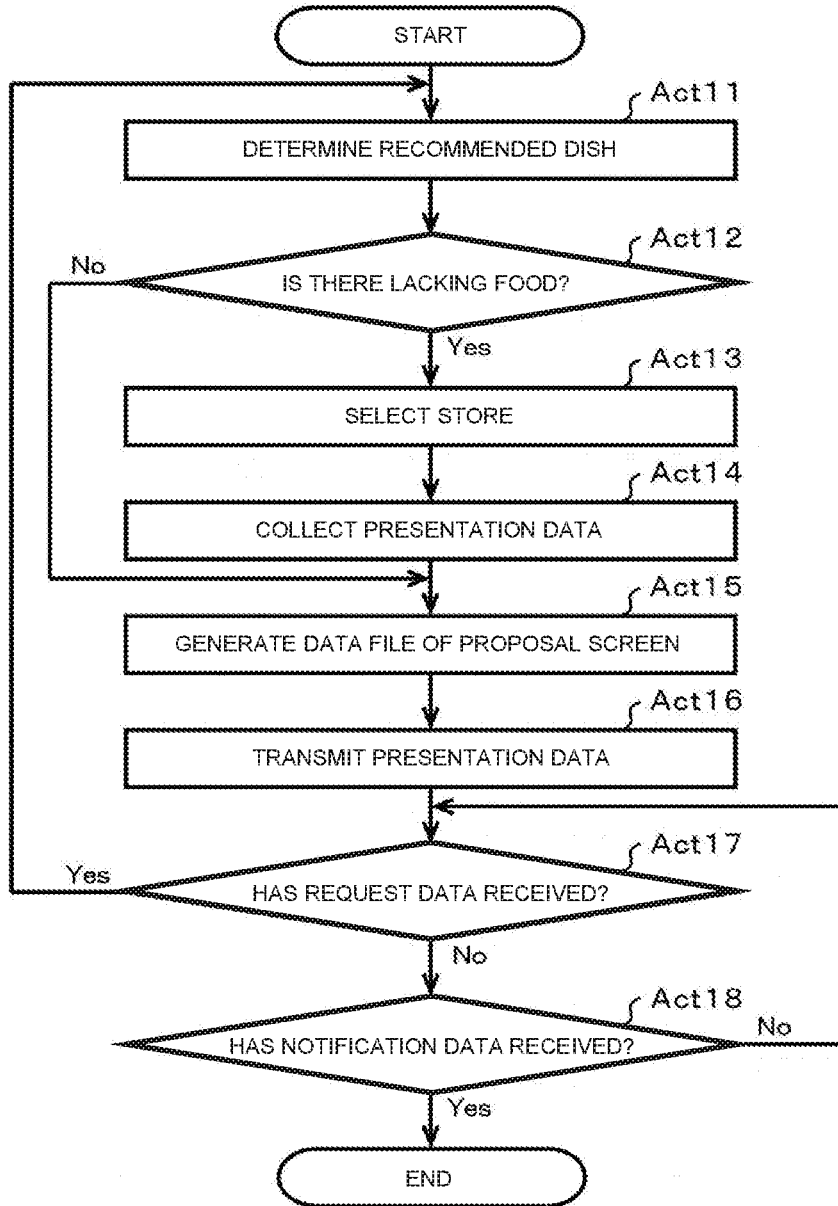 START
Act11
DETERMINE RECOMMENDED DISH
Act12
No
IS THERE LACKING FOOD?
Yes
Act13
SELECT STORE
Act14
COLLECT PRESENTATION DATA
Act15
GENERATE DATA FILE OF PROPOSAL SCREEN
Act16
TRANSMIT PRESENTATION DATA
Act17
Yes
HAS REQUEST DATA RECEIVED?
No
Act18
No
HAS NOTIFICATION DATA RECEIVED?
Yes
END